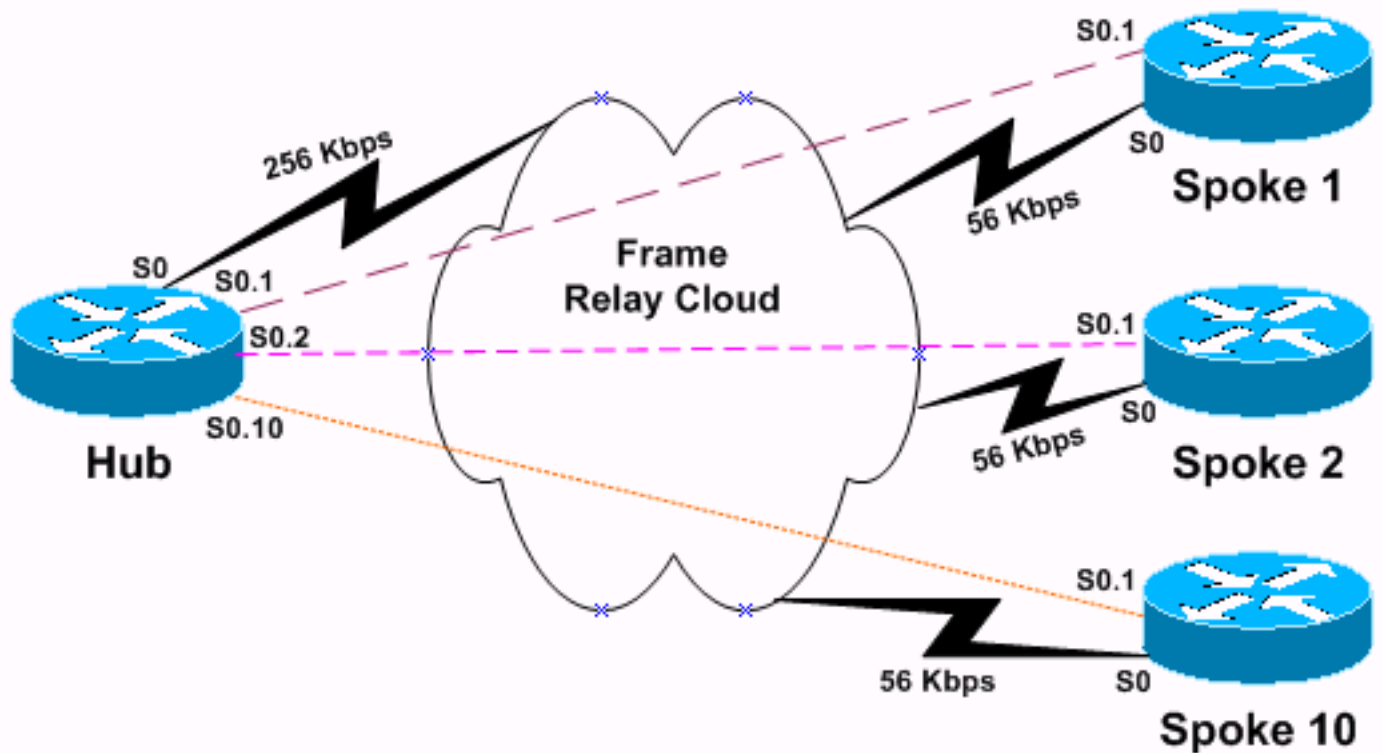 S0.1
256 Kbps
S0
Spoke 1
56 Kbps
Frame
Relay Cloud
S0
S0.1
S0.2
S0.10
Hub
S0.1
S0
56 Kbps
Spoke 2
S0.1
56 Kbps
S0
Spoke 10